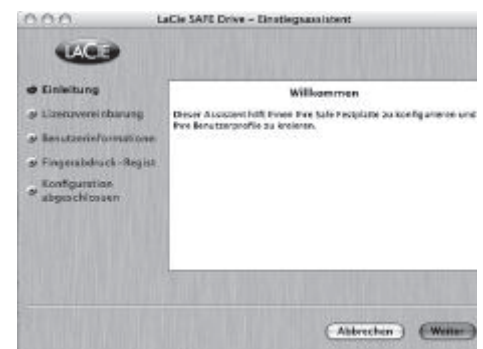 LaCie SAFE Drive – Einstiegsassistent
LACIE
Einleitung
Lizenzvereinbarung
Benutzerinformatione
Fingerabdruck-Regist
Konfiguration
abgeschlossen
Willkommen
Dieser Assistent hilft Ihnen Ihre Safe Festplatte zu konfigurieren und
Ihre Benutzerprofile zu kreieren.
Abbrechen
Weiter